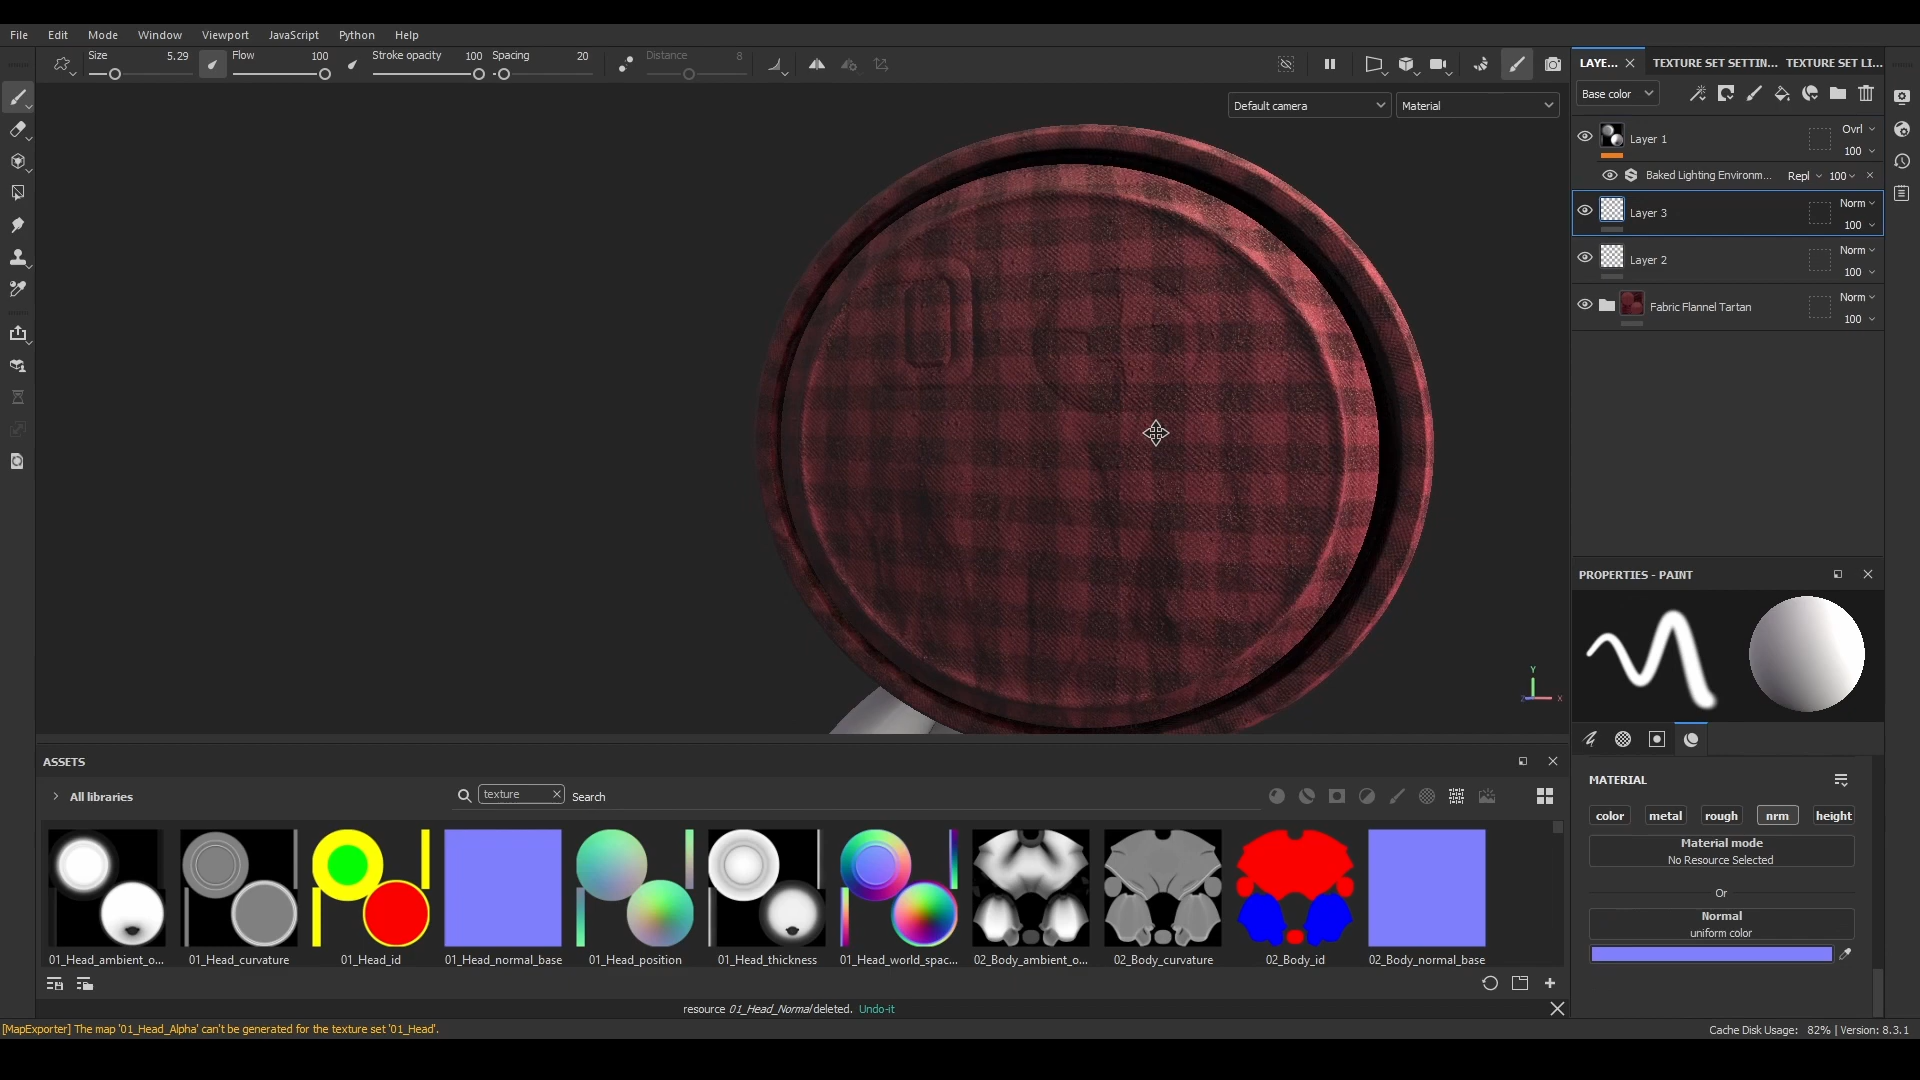 File Edit Mode Window Viewport JavaScript Python Help
Size 5.29 Flow 100 Stroke opacity 100 Spacing 20 Distance 8
LAYE... TEXTURE SET SETTIN... TEXTURE SET LI...
Base color
Default camera Material
Layer 1 Ovrl 100
Baked Lighting Environm... Repl 100
Layer 3 Norm 100
Layer 2 Norm 100
Fabric Flannel Tartan Norm 100
Y
Z X
PROPERTIES - PAINT
ASSETS
All libraries texture Search
01_Head_ambient_o... 01_Head_curvature 01_Head_id 01_Head_normal_base 01_Head_position 01_Head_thickness 01_Head_world_spac... 02_Body_ambient_o... 02_Body_curvature 02_Body_id 02_Body_normal_base
MATERIAL
color metal rough nrm height
Material mode
No Resource Selected
Or
Normal
uniform color
resource 01_Head_Normal deleted. Undo-it
[MapExporter] The map '01_Head_Alpha' can't be generated for the texture set '01_Head'.
Cache Disk Usage: 82% | Version: 8.3.1